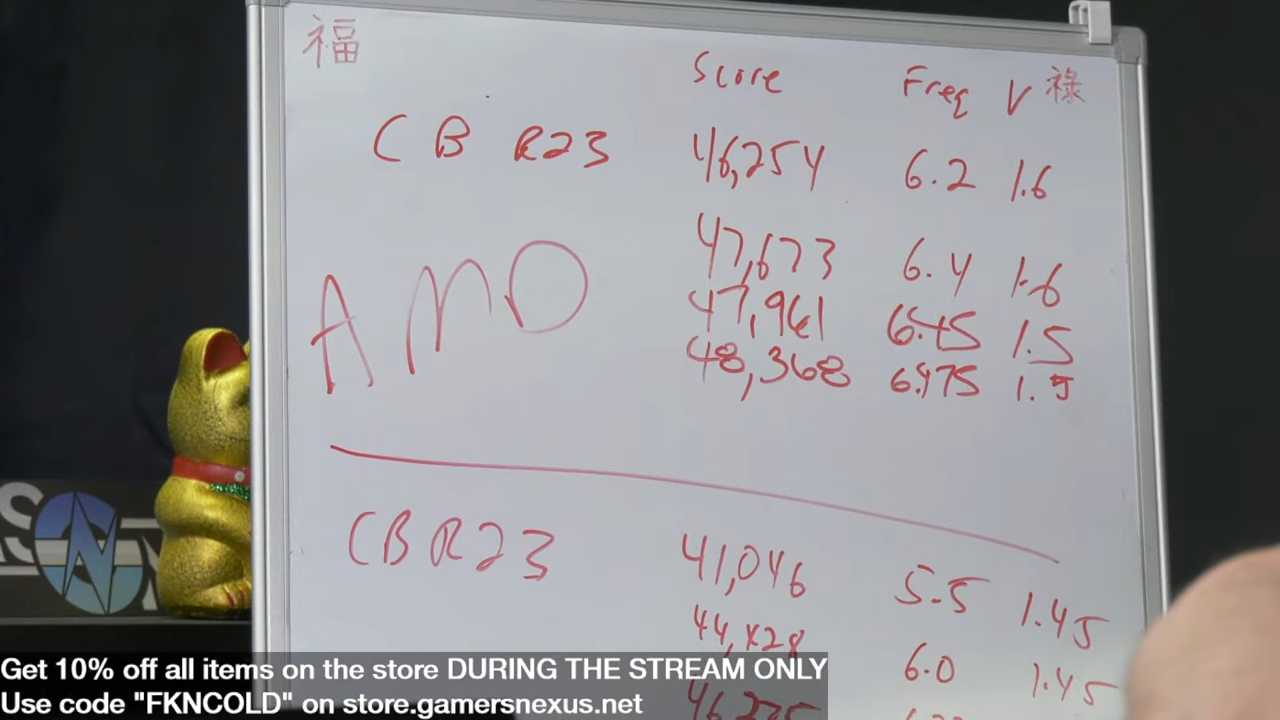 福
Score Freq V 祿
CB R23 46,254 6.2 1.6
47,673 6.4 1.6
AMD
47,961 6.45 1.5
48,368 6.475 1.5
CB R23 41,046 5.5 1.45
6.0 1.45
Get 10% off all items on the store DURING THE STREAM ONLY
Use code "FKNCOLD" on store.gamersnexus.net